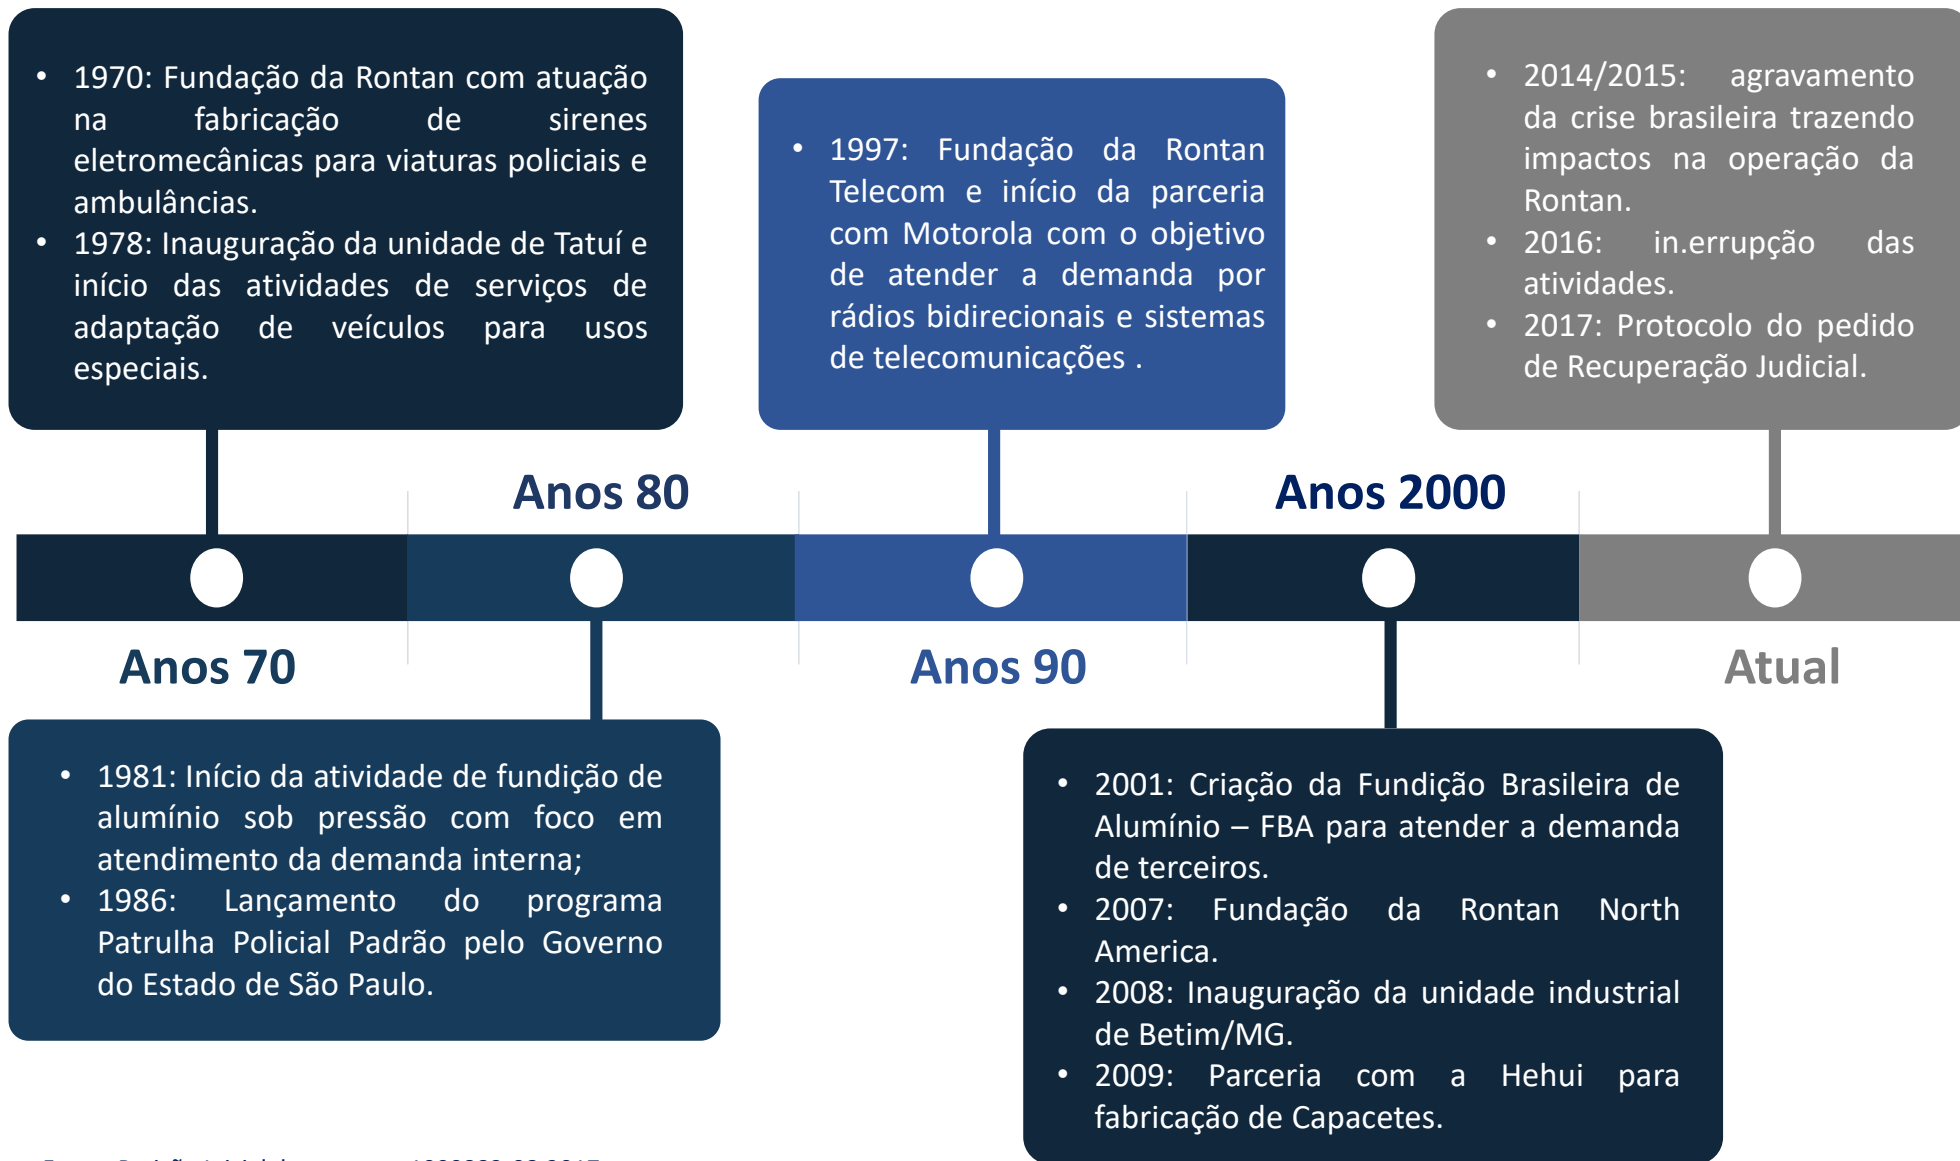 • 1970: Fundação da Rontan com atuação
na fabricação de sirenes
eletromecânicas para viaturas policiais e
ambulâncias.
• 1978: Inauguração da unidade de Tatuí e
início das atividades de serviços de
adaptação de veículos para usos
especiais.
• 1997: Fundação da Rontan
Telecom e início da parceria
com Motorola com o objetivo
de atender a demanda por
rádios bidirecionais e sistemas
de telecomunicações .
• 2014/2015: agravamento
da crise brasileira trazendo
impactos na operação da
Rontan.
• 2016: in.errupção das
atividades.
• 2017: Protocolo do pedido
de Recuperação Judicial.
Anos 80
Anos 2000
Anos 70
Anos 90
Atual
• 1981: Início da atividade de fundição de
alumínio sob pressão com foco em
atendimento da demanda interna;
• 1986: Lançamento do programa
Patrulha Policial Padrão pelo Governo
do Estado de São Paulo.
• 2001: Criação da Fundição Brasileira de
Alumínio – FBA para atender a demanda
de terceiros.
• 2007: Fundação da Rontan North
America.
• 2008: Inauguração da unidade industrial
de Betim/MG.
• 2009: Parceria com a Hehui para
fabricação de Capacetes.